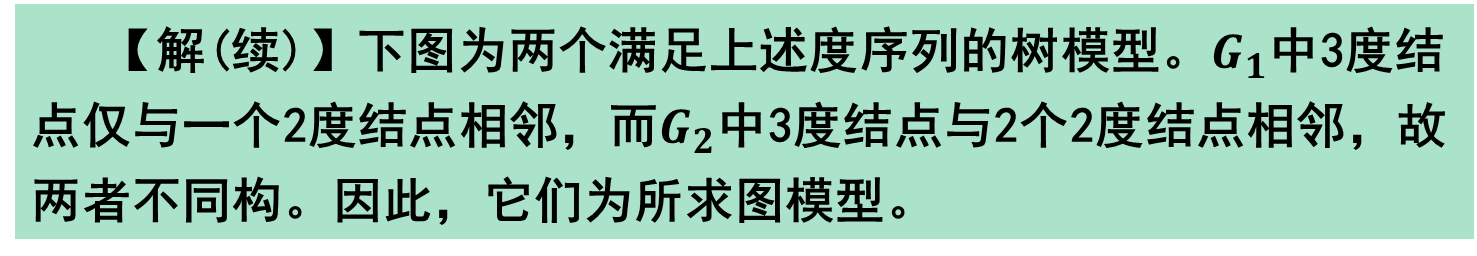 【解(续)】下图为两个满足上述度序列的树模型。G₁中3度结
点仅与一个2度结点相邻，而G₂中3度结点与2个2度结点相邻，故
两者不同构。因此，它们为所求图模型。